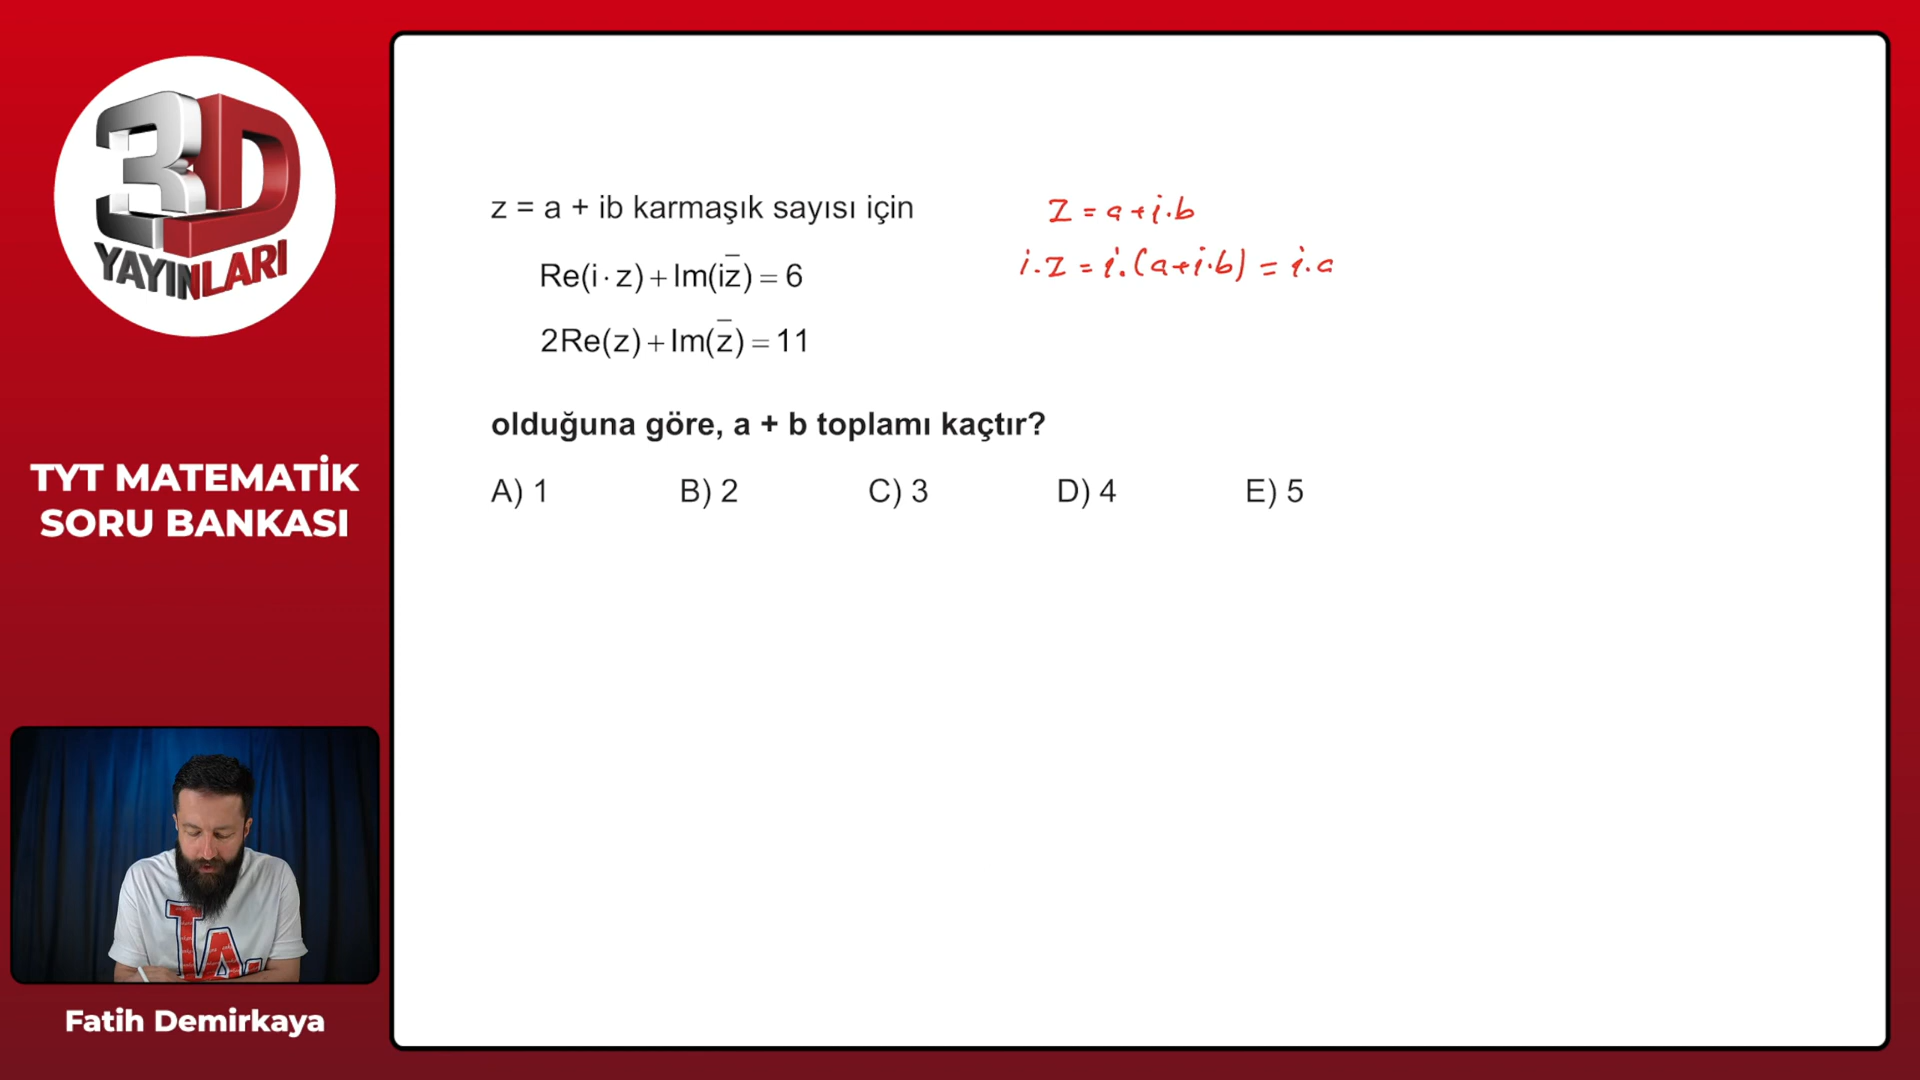 3D
YAYINLARI
TYT MATEMATİK
SORU BANKASI
z = a + ib karmaşık sayısı için
Re(i · z) + Im(iz̅) = 6
2Re(z) + Im(z̅) = 11
olduğuna göre, a + b toplamı kaçtır?
A) 1 B) 2 C) 3 D) 4 E) 5
z = a + i.b
i.z = i.(a+i.b) = i.a
LA
Fatih Demirkaya